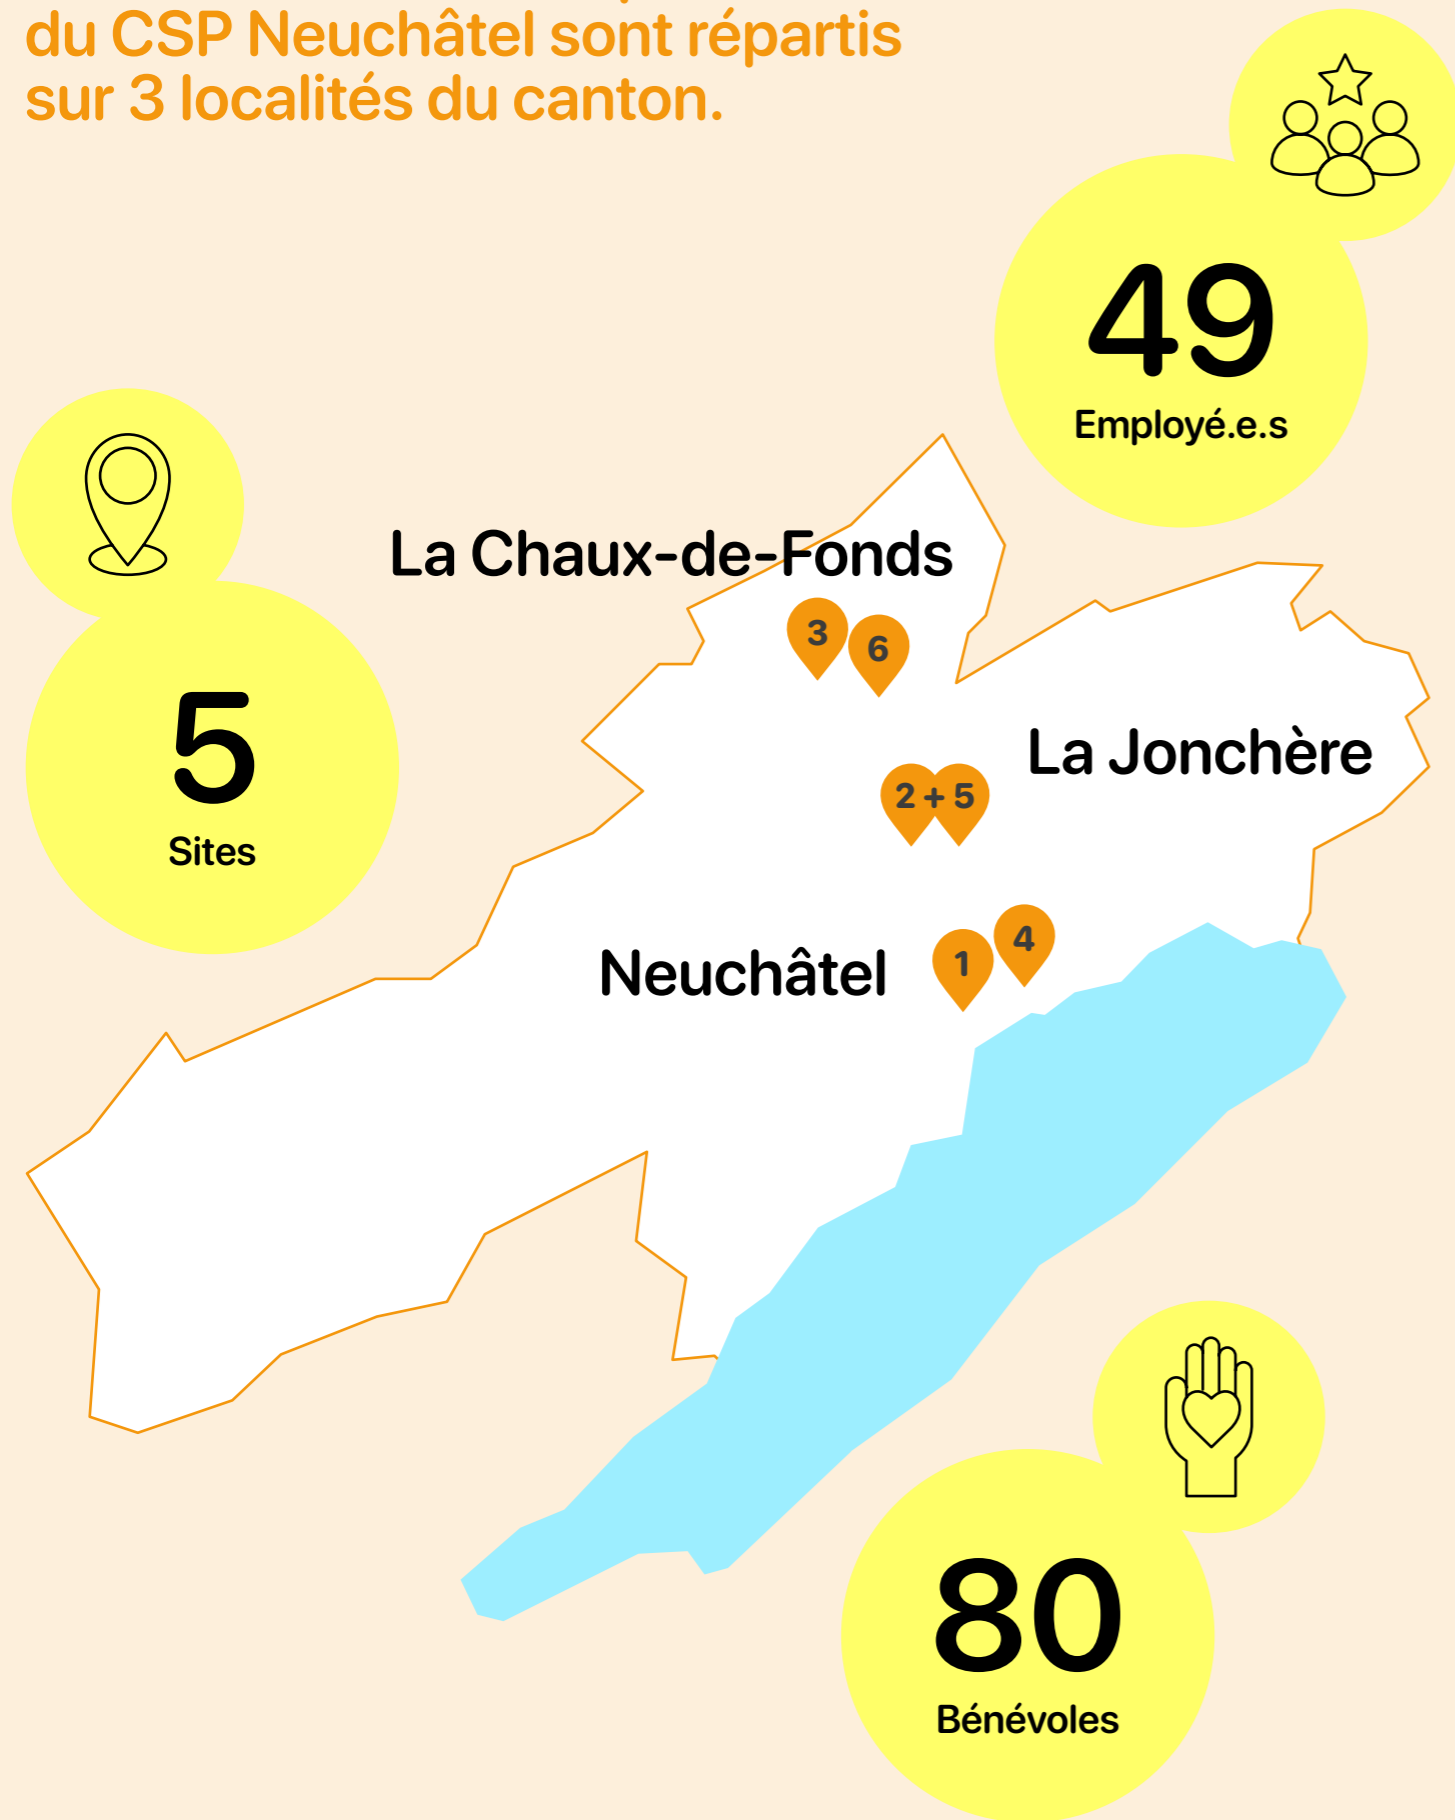 du CSP Neuchâtel sont répartis
sur 3 localités du canton.
49
Employé.e.s
La Chaux-de-Fonds
3
6
5
Sites
La Jonchère
2 + 5
Neuchâtel
1
4
80
Bénévoles